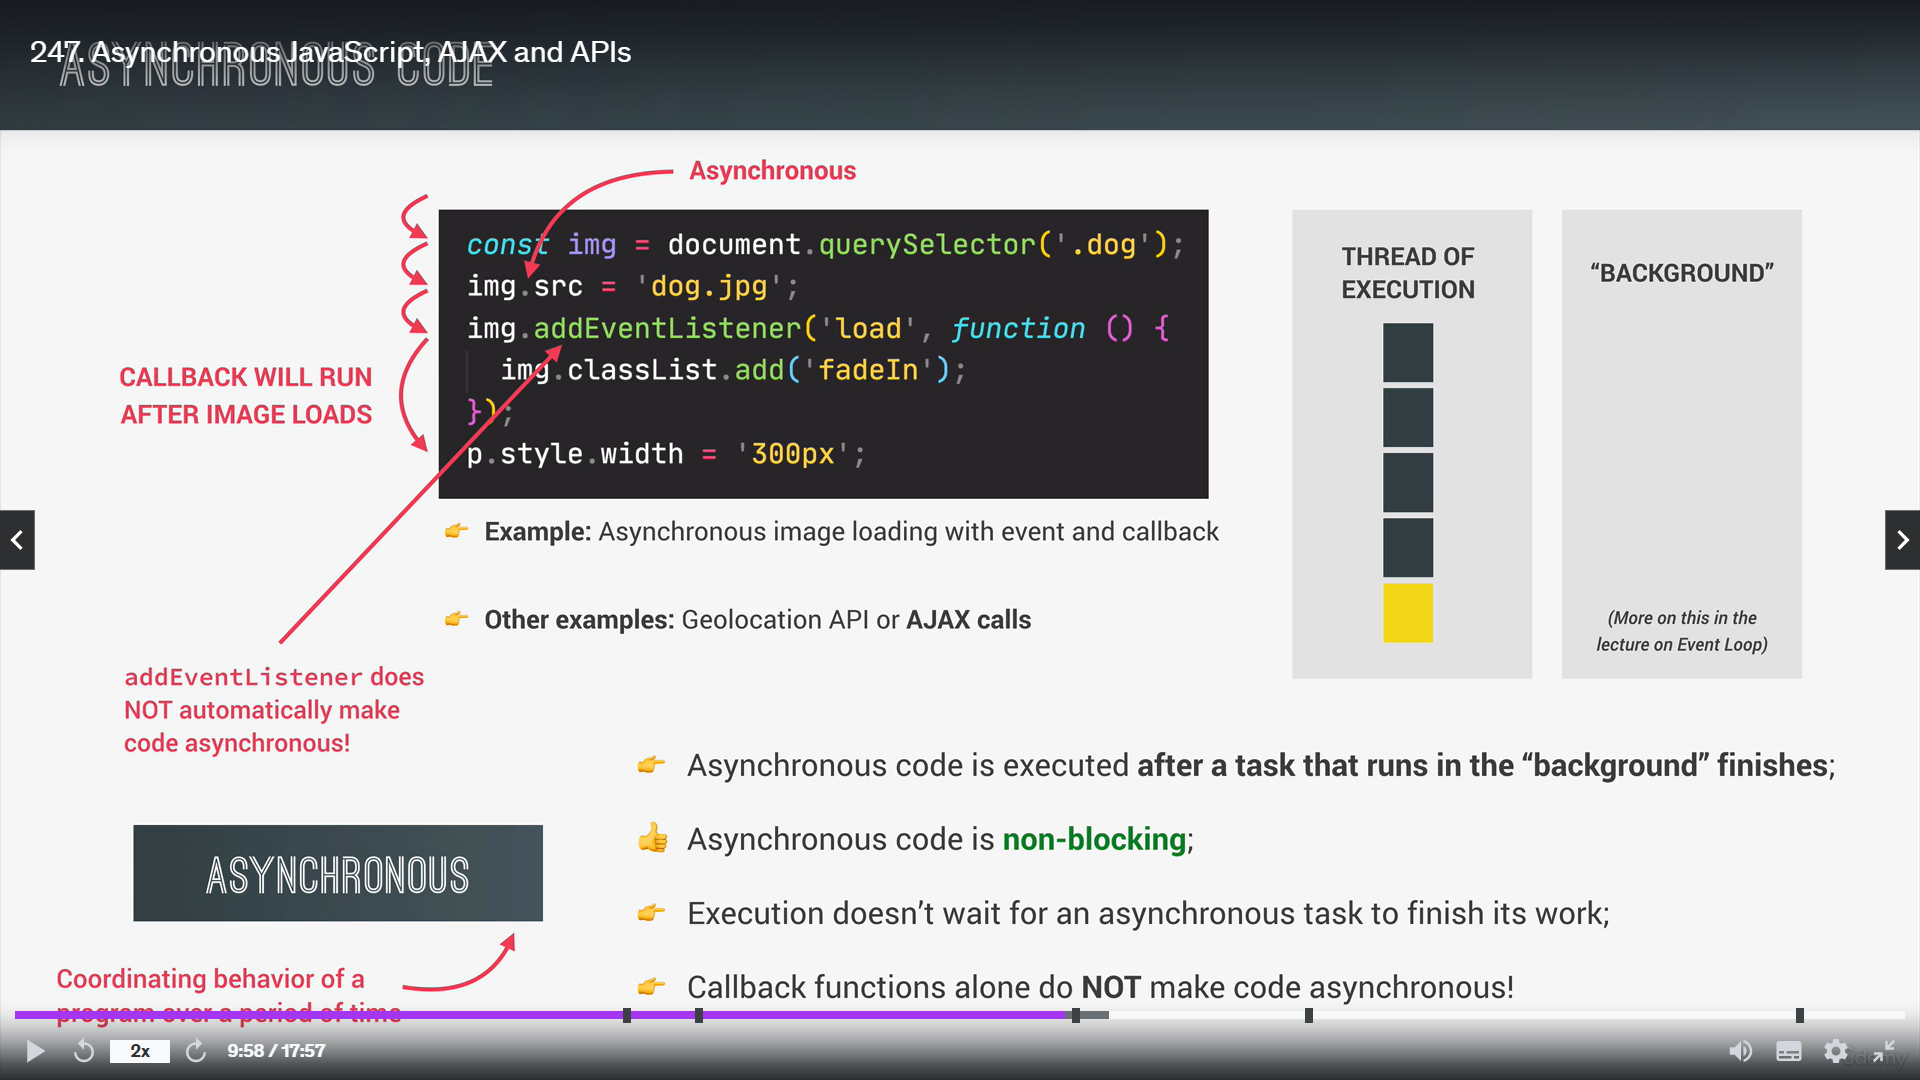 247. Asynchronous JavaScript, AJAX and APIs
ASYNCHRONOUS CODE
Asynchronous
const img = document.querySelector('.dog');
img.src = 'dog.jpg';
img.addEventListener('load', function () {
img.classList.add('fadeIn');
});
p.style.width = '300px';
CALLBACK WILL RUN
AFTER IMAGE LOADS
THREAD OF
EXECUTION
“BACKGROUND”
(More on this in the
lecture on Event Loop)
👉 Example: Asynchronous image loading with event and callback
👉 Other examples: Geolocation API or AJAX calls
addEventListener does
NOT automatically make
code asynchronous!
👉 Asynchronous code is executed after a task that runs in the “background” finishes;
👍 Asynchronous code is non-blocking;
👉 Execution doesn’t wait for an asynchronous task to finish its work;
👉 Callback functions alone do NOT make code asynchronous!
ASYNCHRONOUS
Coordinating behavior of a
program over a period of time
2x
9:58 / 17:57
Udemy